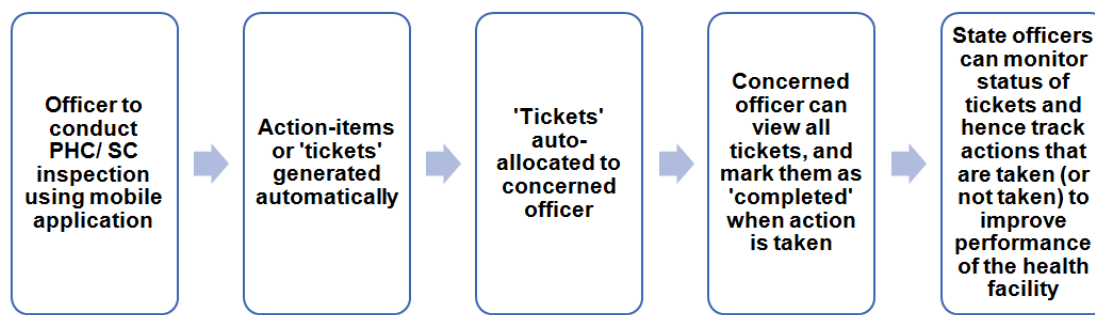 Officer to
conduct
PHC/ SC
inspection
using mobile
application
Action-items
or 'tickets'
generated
automatically
'Tickets'
auto-
allocated to
concerned
officer
Concerned
officer can
view all
tickets, and
mark them as
'completed'
when action
is taken
State officers
can monitor
status of
tickets and
hence track
actions that
are taken (or
not taken) to
improve
performance
of the health
facility